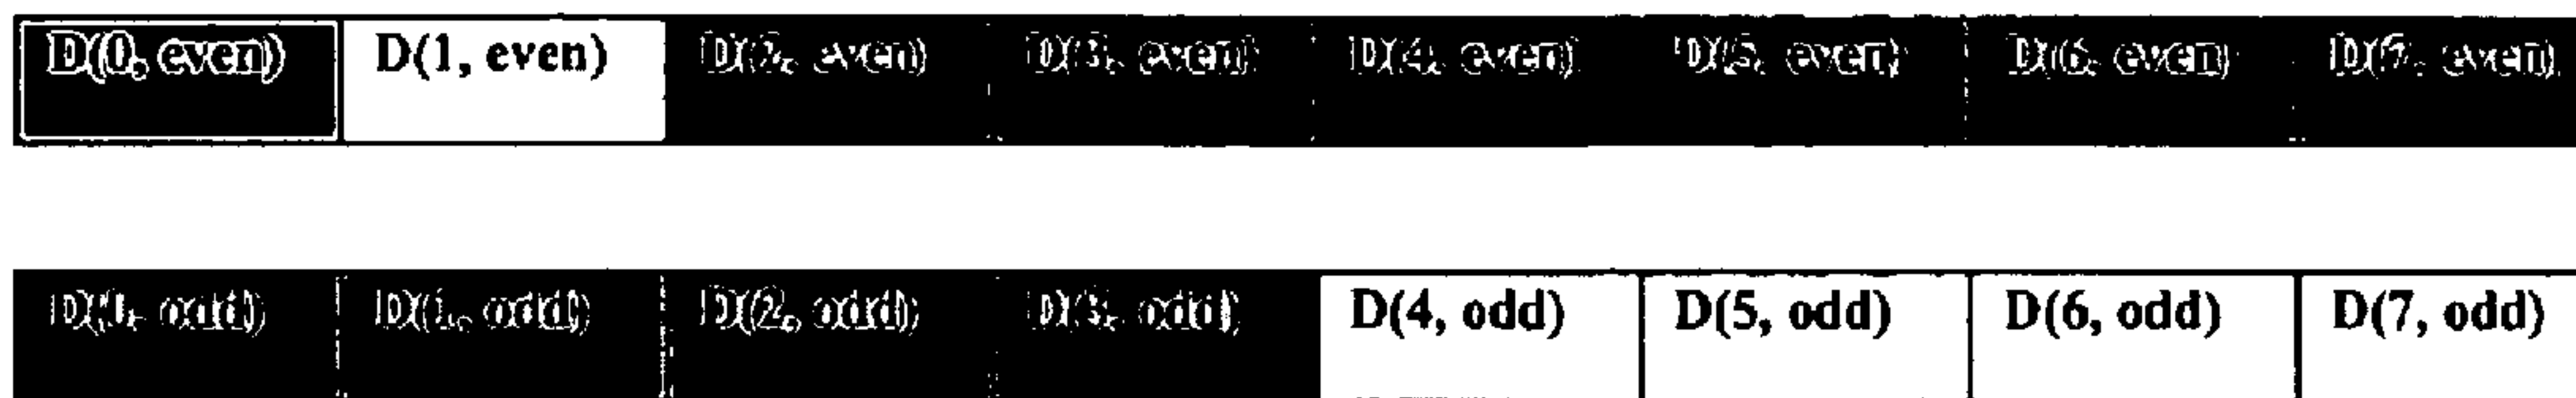 D(0, even) D(1, even) D(2, even) D(3, even) D(4, even) D(5, even) D(6, even) D(7, even)
D(0, odd) D(1, odd) D(2, odd) D(3, odd) D(4, odd) D(5, odd) D(6, odd) D(7, odd)